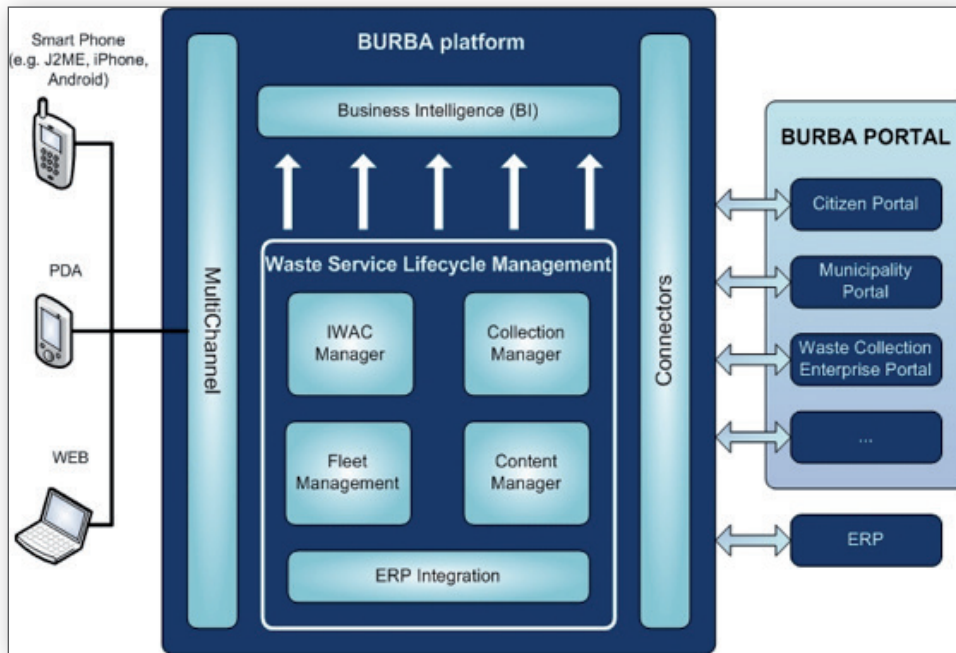 Smart Phone
(e.g. J2ME, iPhone,
Android)
PDA
WEB
BURBA platform
MultiChannel
Business Intelligence (BI)
Waste Service Lifecycle Management
IWAC
Manager
Collection
Manager
Fleet
Management
Content
Manager
ERP Integration
Connectors
BURBA PORTAL
Citizen Portal
Municipality
Portal
Waste Collection
Enterprise Portal
...
ERP